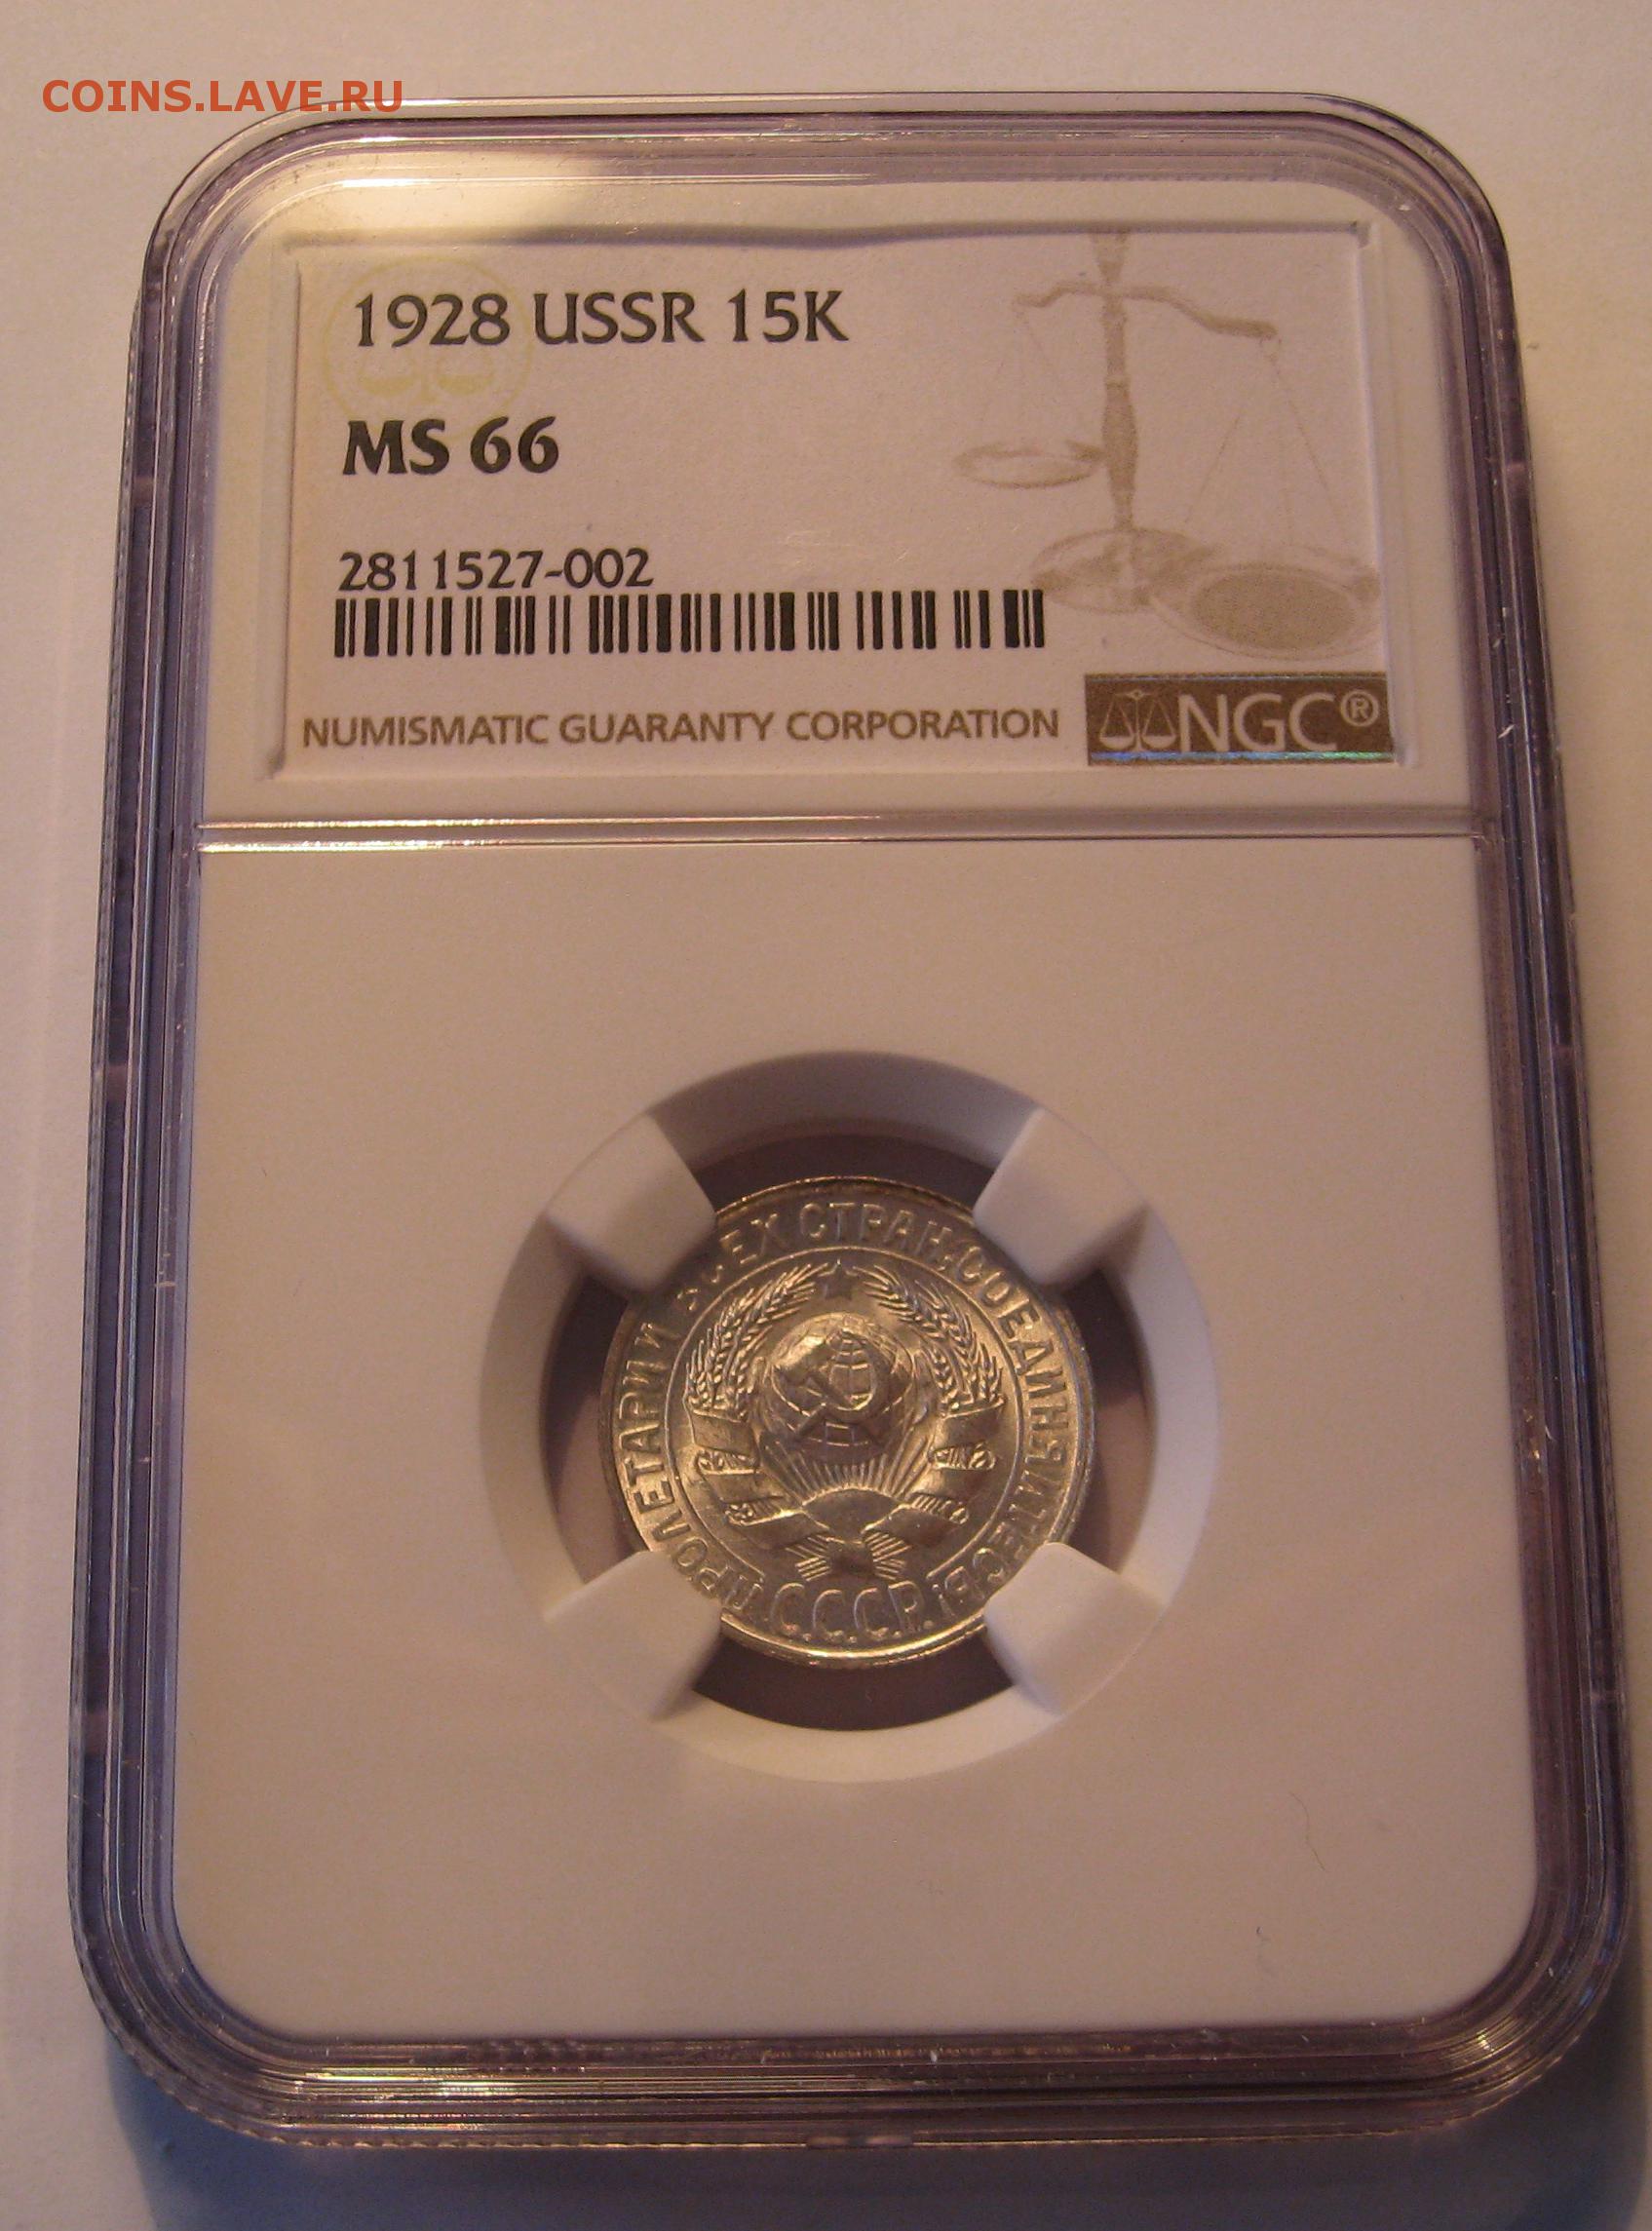 COINS.LAVE.RU
1928 USSR 15K
MS 66
2811527-002
NUMISMATIC GUARANTY CORPORATION
NGC®
ПРОЛЕТАРИИ ВСЕХ СТРАН, СОЕДИНЯЙТЕСЬ!
С.С.С.Р.